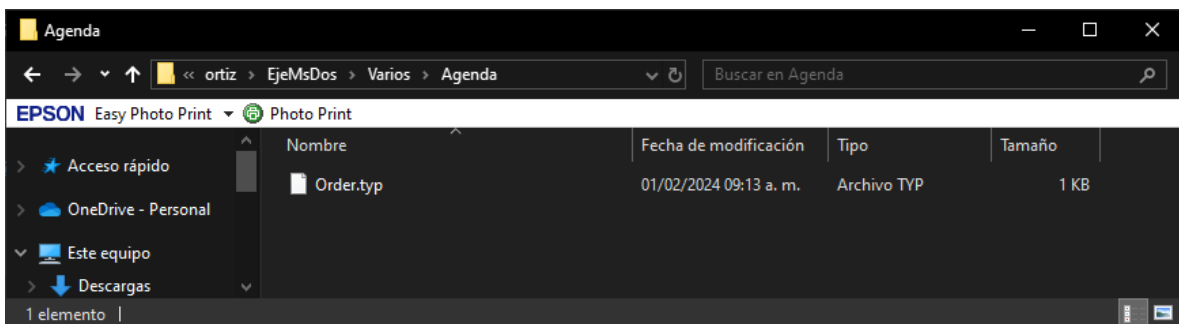 Agenda
« ortiz > EjeMsDos > Varios > Agenda Buscar en Agenda
EPSON Easy Photo Print Photo Print
Nombre Fecha de modificación Tipo Tamaño
Acceso rápido
Order.typ 01/02/2024 09:13 a. m. Archivo TYP 1 KB
OneDrive - Personal
Este equipo
Descargas
1 elemento